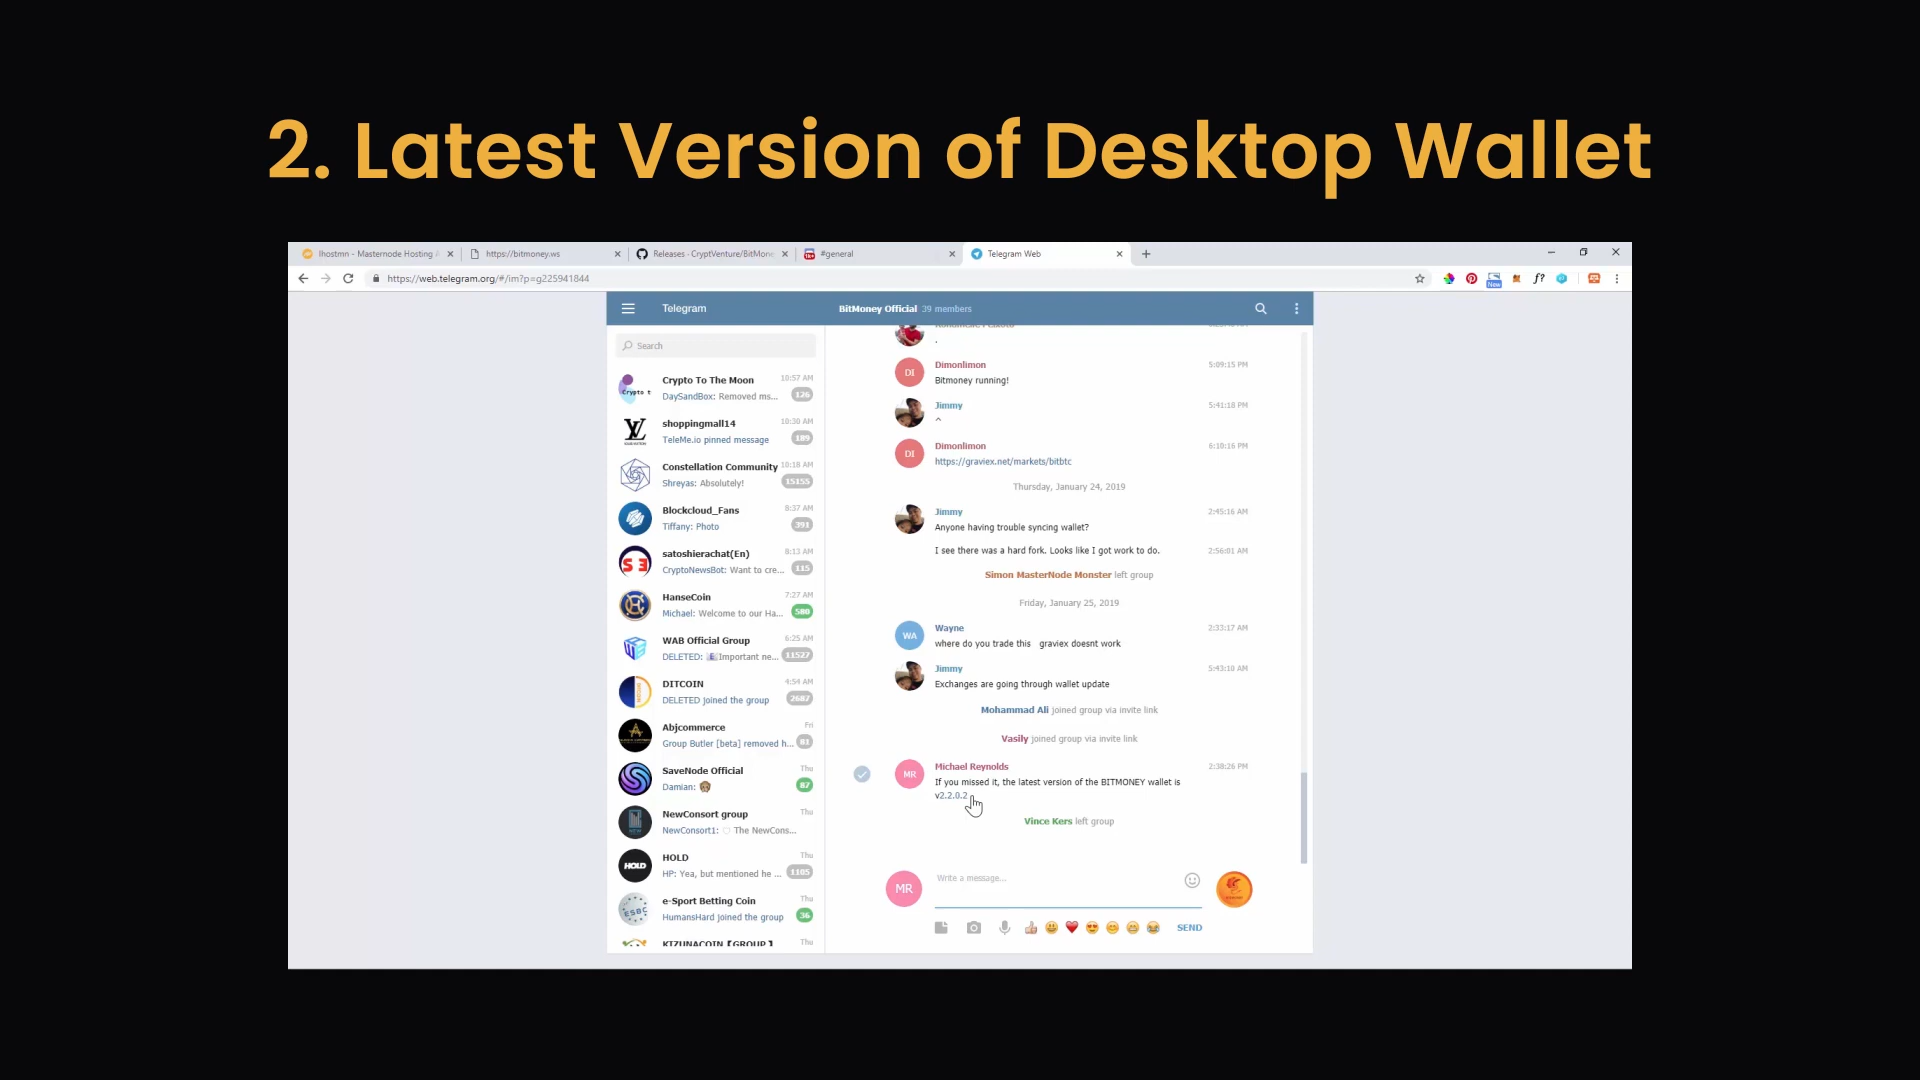 2. Latest Version of Desktop Wallet
Ihostmn - Masternode Hosting
https://bitmoney.ws
Releases · CryptVenture/BitMone
#general
Telegram Web
https://web.telegram.org/#/im?p=g225941844
New
f?
Telegram
BitMoney Official 39 members
Search
Crypto To The Moon 10:57 AM
DaySandBox: Removed ms... 126
Crypto t
shoppingmall14 10:30 AM
TeleMe.io pinned message 189
Constellation Community 10:18 AM
Shreyas: Absolutely! 15155
Blockcloud_Fans 8:37 AM
Tiffany: Photo 391
satoshierachat(En) 8:13 AM
CryptoNewsBot: Want to cre... 115
HanseCoin 7:27 AM
Michael: Welcome to our Ha... 580
WAB Official Group 6:25 AM
DELETED: Important ne... 11527
DITCOIN 4:54 AM
DELETED joined the group 2687
Abjcommerce Fri
Group Butler [beta] removed h... 81
SaveNode Official Thu
Damian: 87
NewConsort group Thu
NewConsort1: The NewCons...
HOLD Thu
HOLD
HP: Yea, but mentioned he ... 1105
e-Sport Betting Coin Thu
ESBC
HumansHard joined the group 36
KIZUNACOIN【GROUP】 Thu
.
DI
Dimonlimon 5:09:15 PM
Bitmoney running!
Jimmy 5:41:18 PM
^
DI
Dimonlimon 6:10:16 PM
https://graviex.net/markets/bitbtc
Thursday, January 24, 2019
Jimmy 2:45:16 AM
Anyone having trouble syncing wallet?
I see there was a hard fork. Looks like I got work to do. 2:56:01 AM
Simon MasterNode Monster left group
Friday, January 25, 2019
WA
Wayne 2:33:17 AM
where do you trade this graviex doesnt work
Jimmy 5:43:10 AM
Exchanges are going through wallet update
Mohammad Ali joined group via invite link
Vasily joined group via invite link
MR
Michael Reynolds 2:38:26 PM
If you missed it, the latest version of the BITMONEY wallet is
v2.2.0.2
Vince Kers left group
MR
Write a message...
SEND